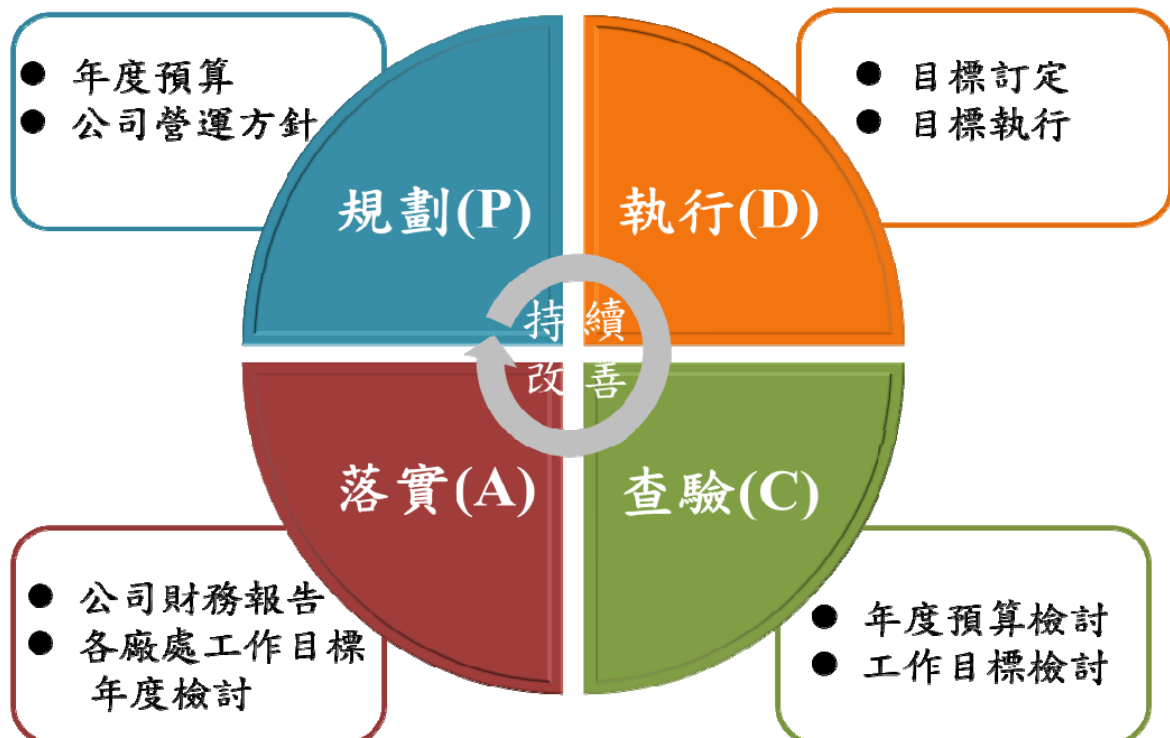 ● 年度預算
● 公司營運方針
● 目標訂定
● 目標執行
規劃(P)
執行(D)
持續
改善
落實(A)
查驗(C)
● 公司財務報告
● 各廠處工作目標
年度檢討
● 年度預算檢討
● 工作目標檢討